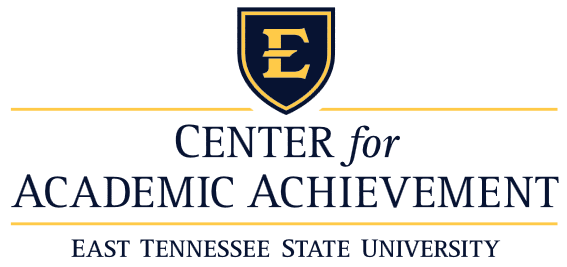 E
CENTER for
ACADEMIC ACHIEVEMENT
EAST TENNESSEE STATE UNIVERSITY